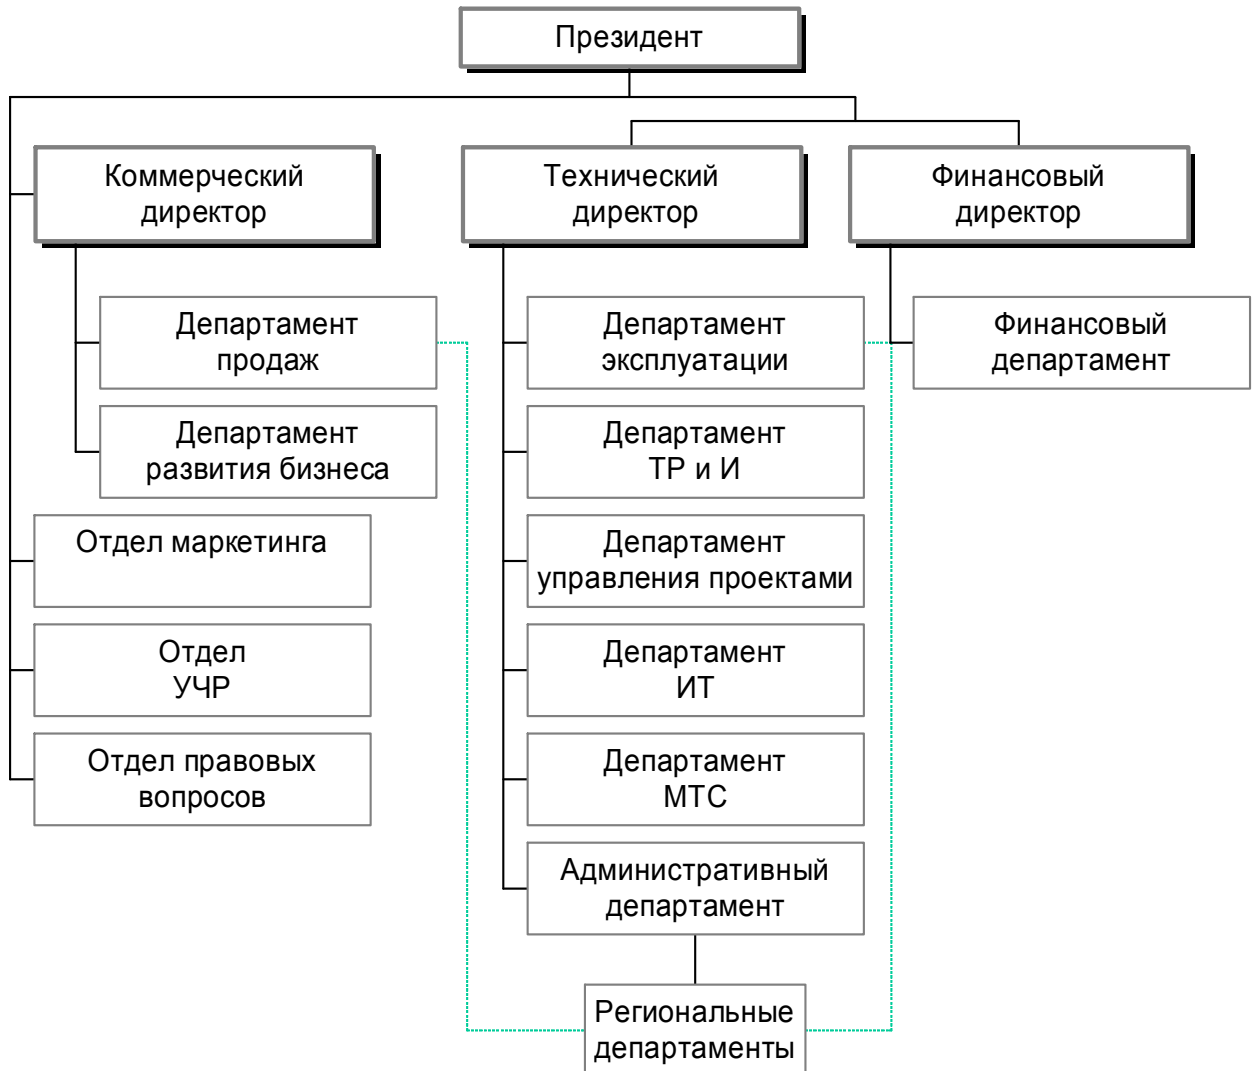 Президент
Коммерческий
директор
Технический
директор
Финансовый
директор
Департамент
продаж
Департамент
эксплуатации
Финансовый
департамент
Департамент
развития бизнеса
Департамент
ТР и И
Отдел маркетинга
Департамент
управления проектами
Отдел
УЧР
Департамент
ИТ
Отдел правовых
вопросов
Департамент
МТС
Административный
департамент
Региональные
департаменты